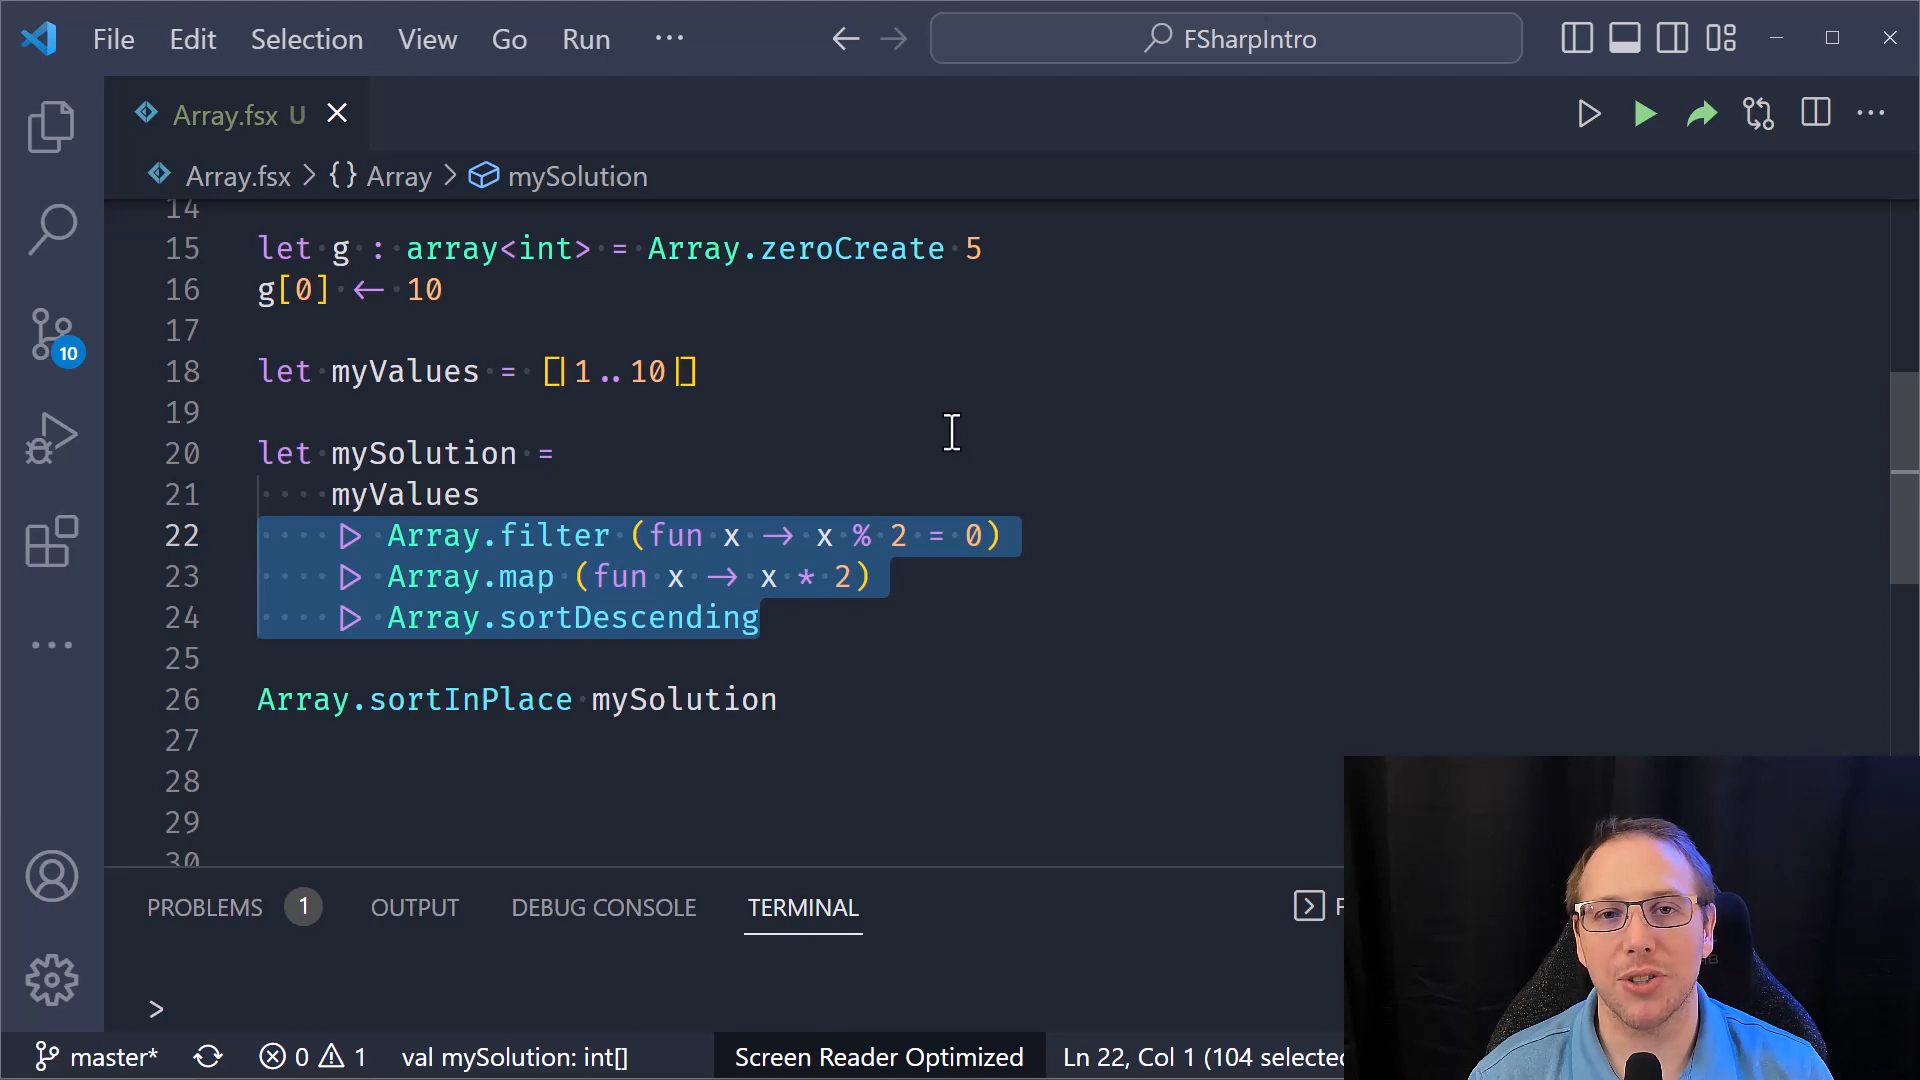 File Edit Selection View Go Run ··· FSharpIntro
Array.fsx U
Array.fsx > {} Array > mySolution
14
15 let g : array<int> = Array.zeroCreate 5
16 g[0] <- 10
17
18 let myValues = [|1..10|]
19
20 let mySolution =
21 myValues
22 |> Array.filter (fun x -> x % 2 = 0)
23 |> Array.map (fun x -> x * 2)
24 |> Array.sortDescending
25
26 Array.sortInPlace mySolution
27
28
29
30
10
PROBLEMS 1 OUTPUT DEBUG CONSOLE TERMINAL
>
master* 0 1 val mySolution: int[] Screen Reader Optimized Ln 22, Col 1 (104 selected